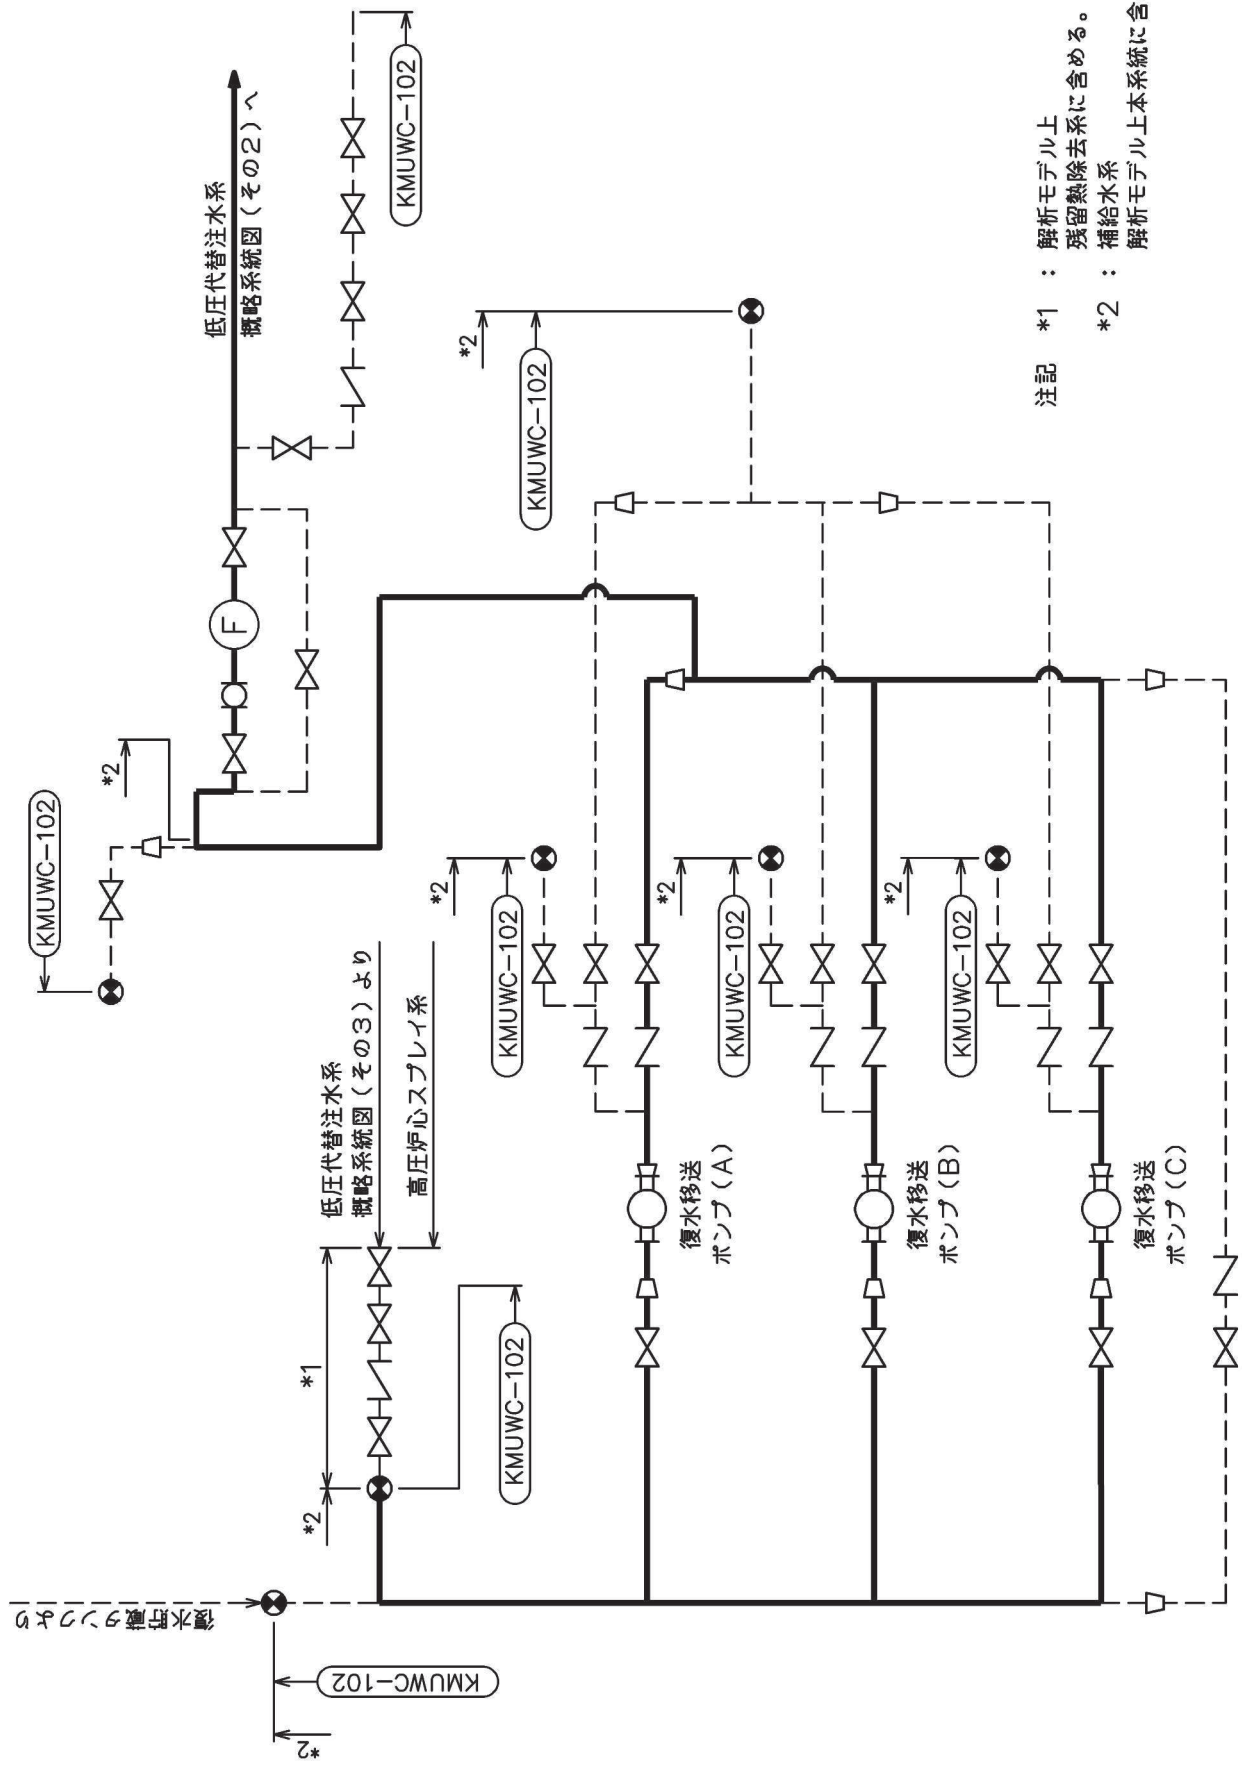 KMUWC-102
*2
低圧代替注水系
概略系統図(その2)へ
KMUWC-102
F
*2
KMUWC-102
復水貯蔵タンクより
*2
KMUWC-102
*2
*1
低圧代替注水系
概略系統図(その3)より
高圧炉心スプレイ系
KMUWC-102
*2
KMUWC-102
復水移送
ポンプ(A)
*2
KMUWC-102
復水移送
ポンプ(B)
*2
KMUWC-102
復水移送
ポンプ(C)
注記 *1 : 解析モデル上
残留熱除去系に含める。
*2 : 補給水系
解析モデル上本系統に含